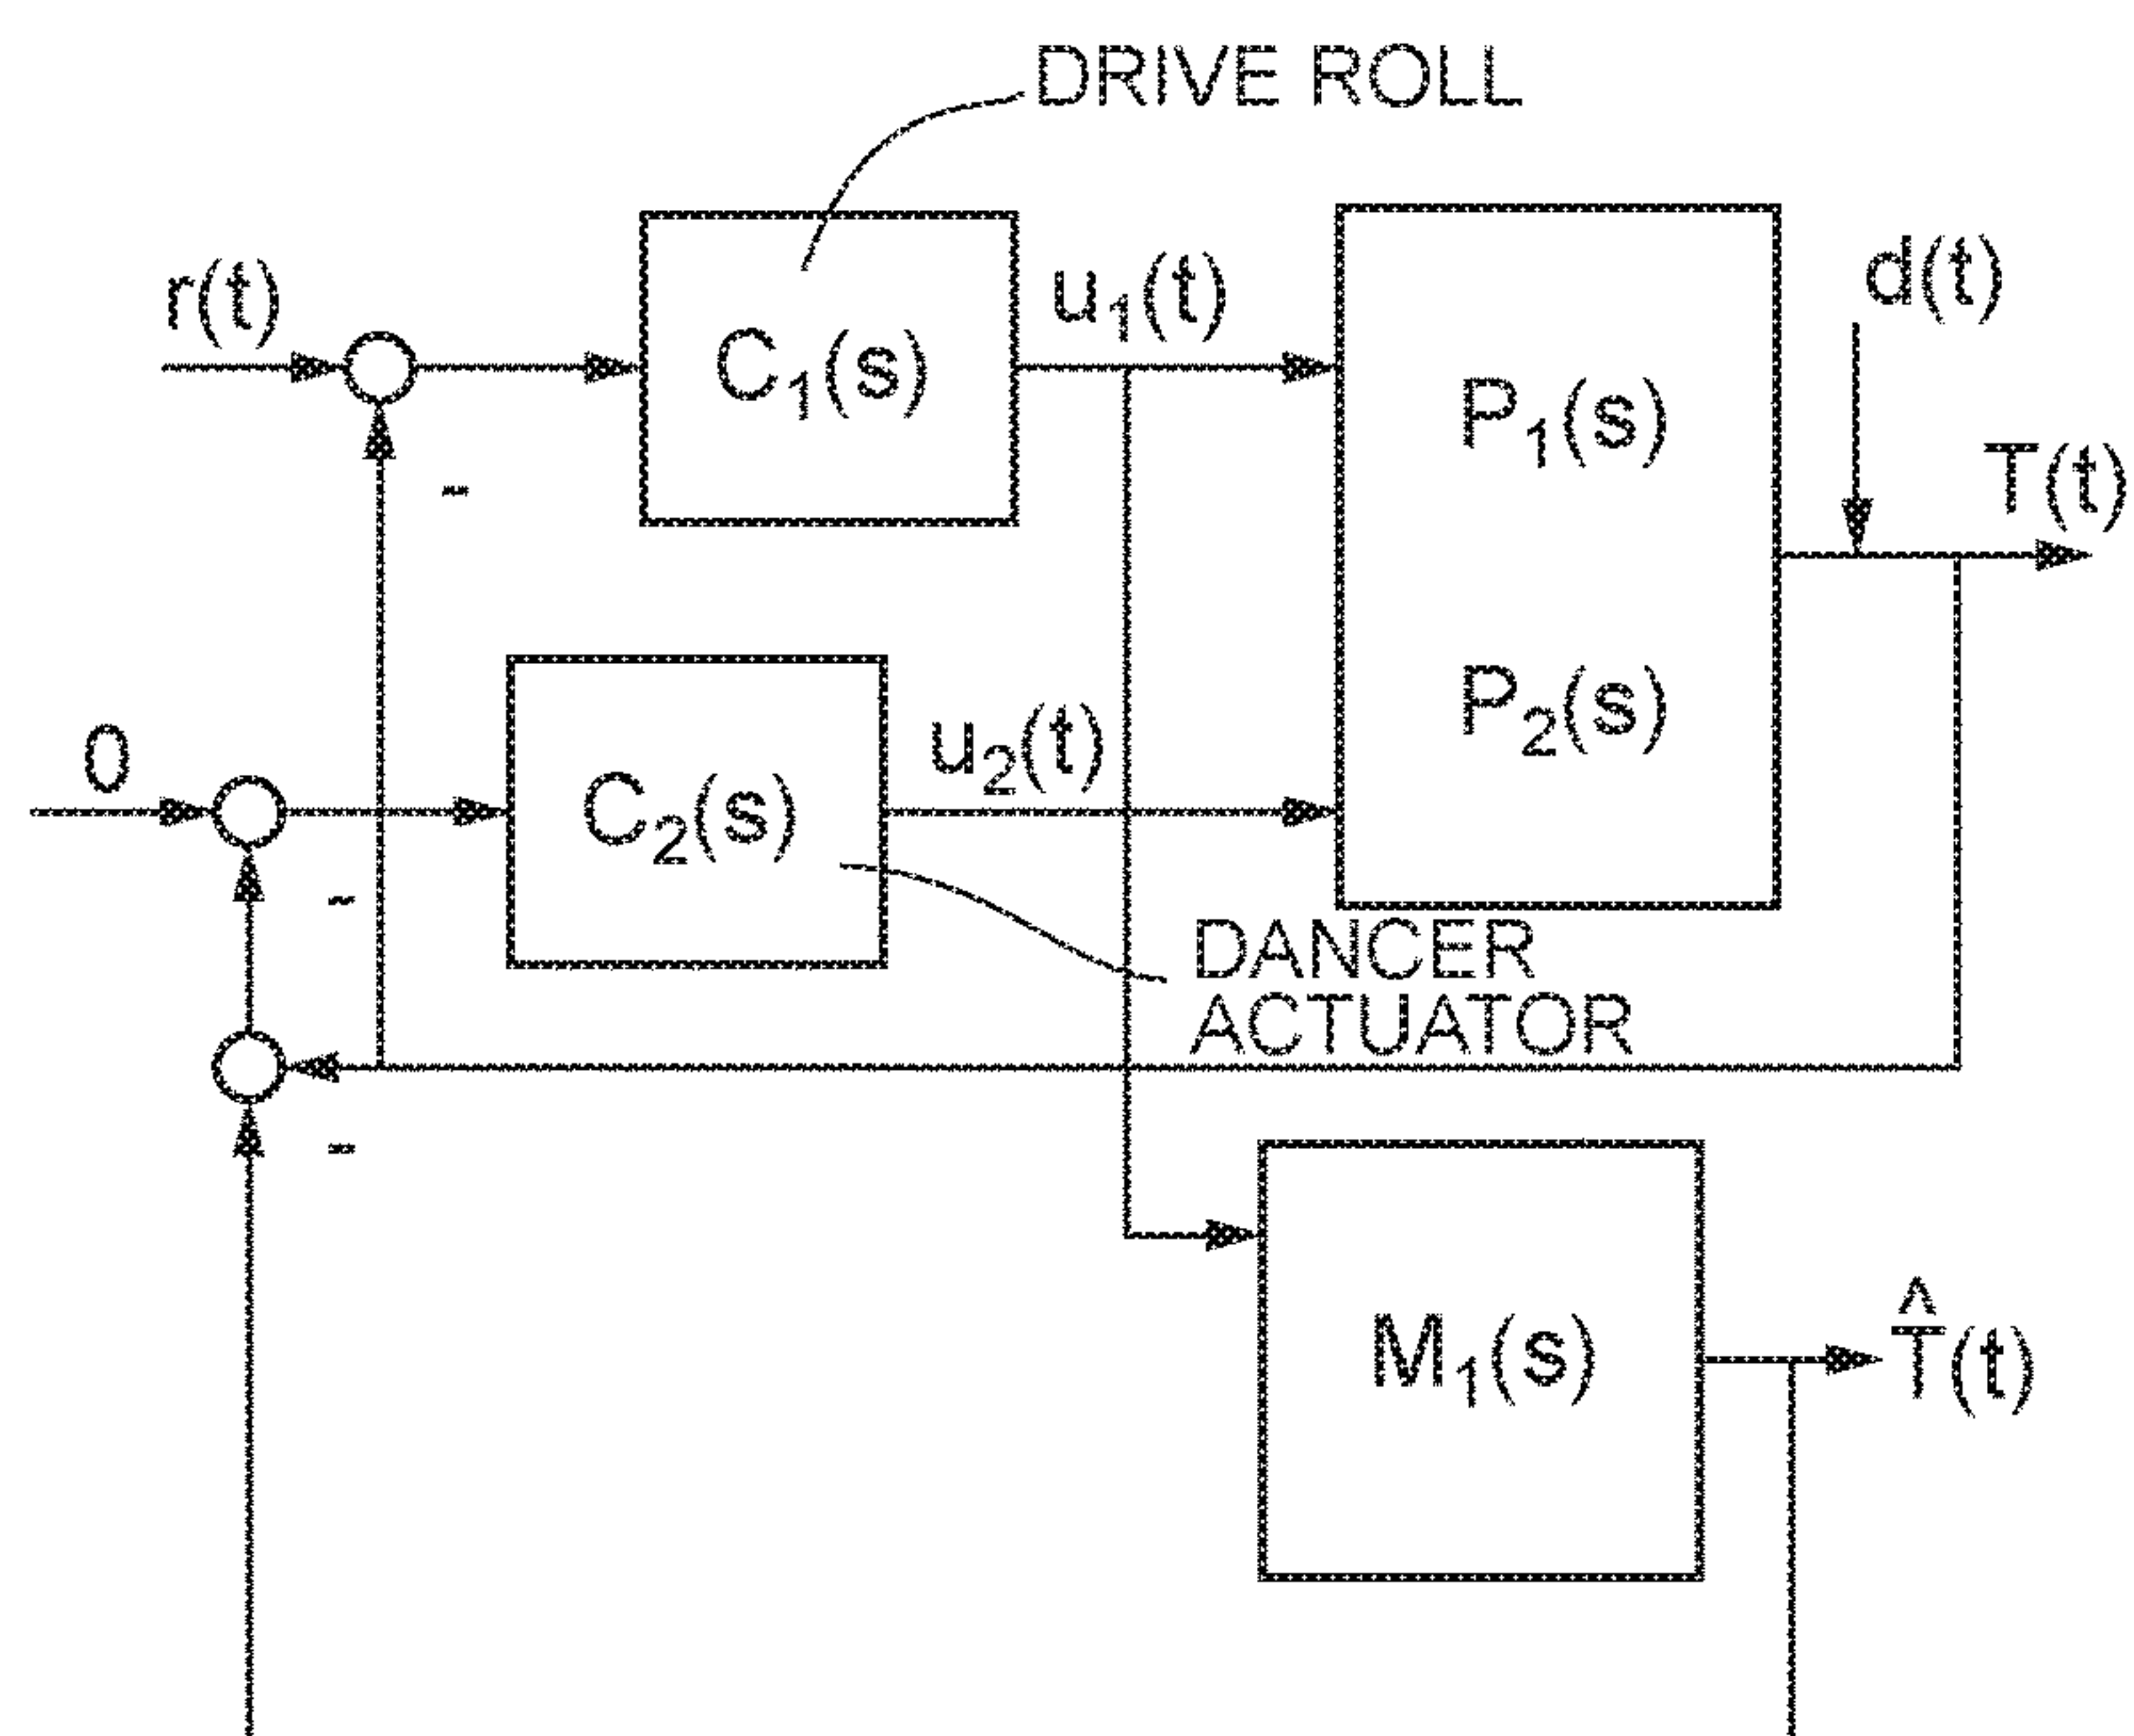 DRIVE ROLL
r(t)
C₁(s)
u₁(t)
P₁(s)
d(t)
T(t)
-
0
C₂(s)
u₂(t)
P₂(s)
-
DANCER
ACTUATOR
-
M₁(s)
T̂(t)